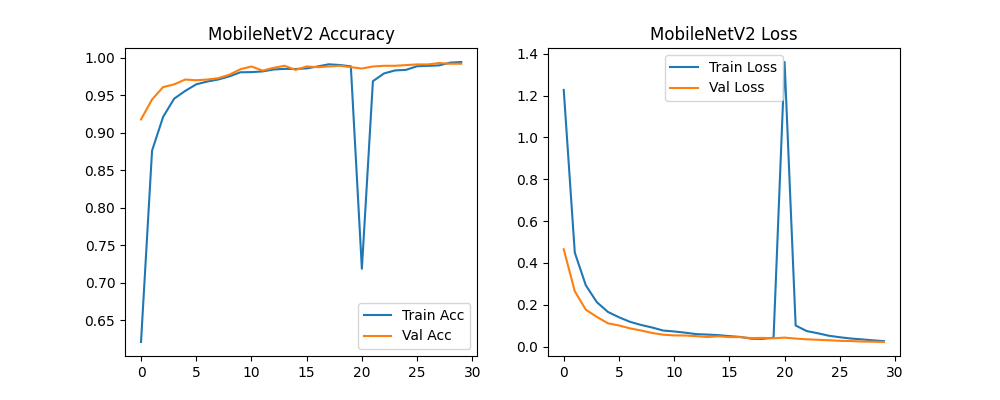 MobileNetV2 Accuracy
1.00
0.95
0.90
0.85
0.80
0.75
0.70
0.65
0 5 10 15 20 25 30
Train Acc
Val Acc
MobileNetV2 Loss
1.4
1.2
1.0
0.8
0.6
0.4
0.2
0.0
0 5 10 15 20 25 30
Train Loss
Val Loss